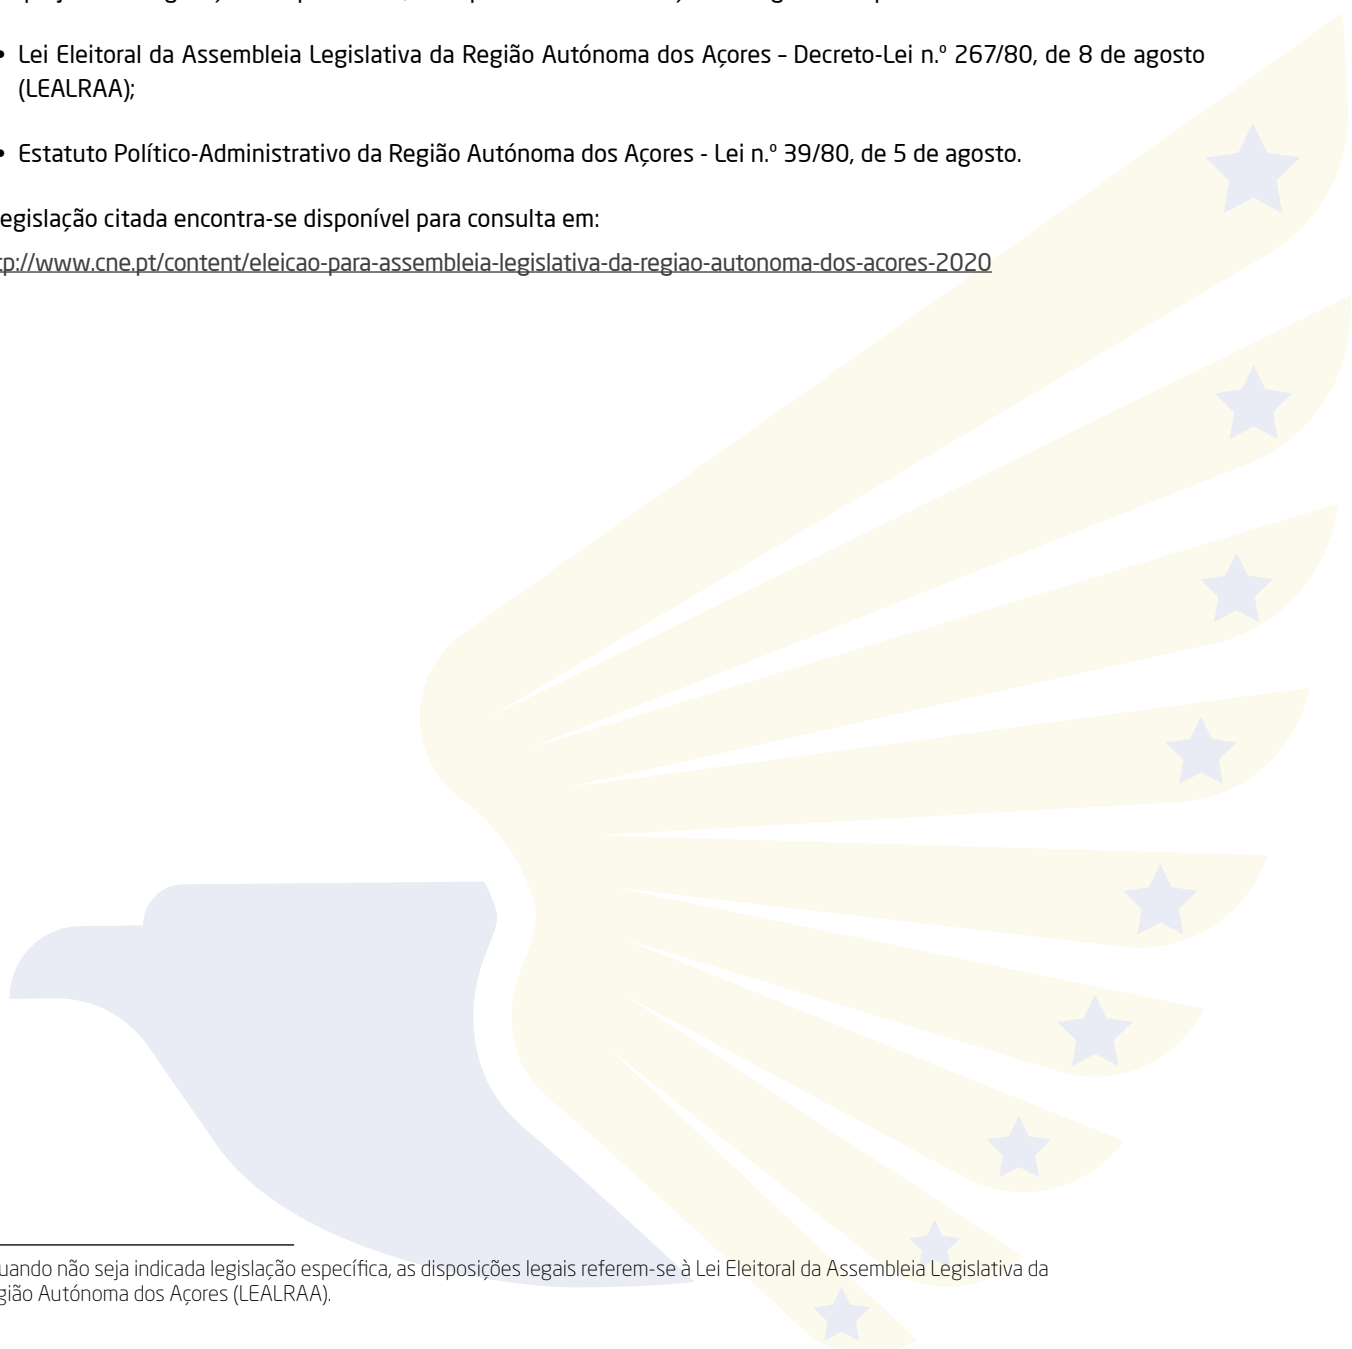 • Lei Eleitoral da Assembleia Legislativa da Região Autónoma dos Açores – Decreto-Lei n.º 267/80, de 8 de agosto
(LEALRAA);
• Estatuto Político-Administrativo da Região Autónoma dos Açores - Lei n.º 39/80, de 5 de agosto.
egislação citada encontra-se disponível para consulta em:
tp://www.cne.pt/content/eleicao-para-assembleia-legislativa-da-regiao-autonoma-dos-acores-2020
uando não seja indicada legislação específica, as disposições legais referem-se à Lei Eleitoral da Assembleia Legislativa da
gião Autónoma dos Açores (LEALRAA).